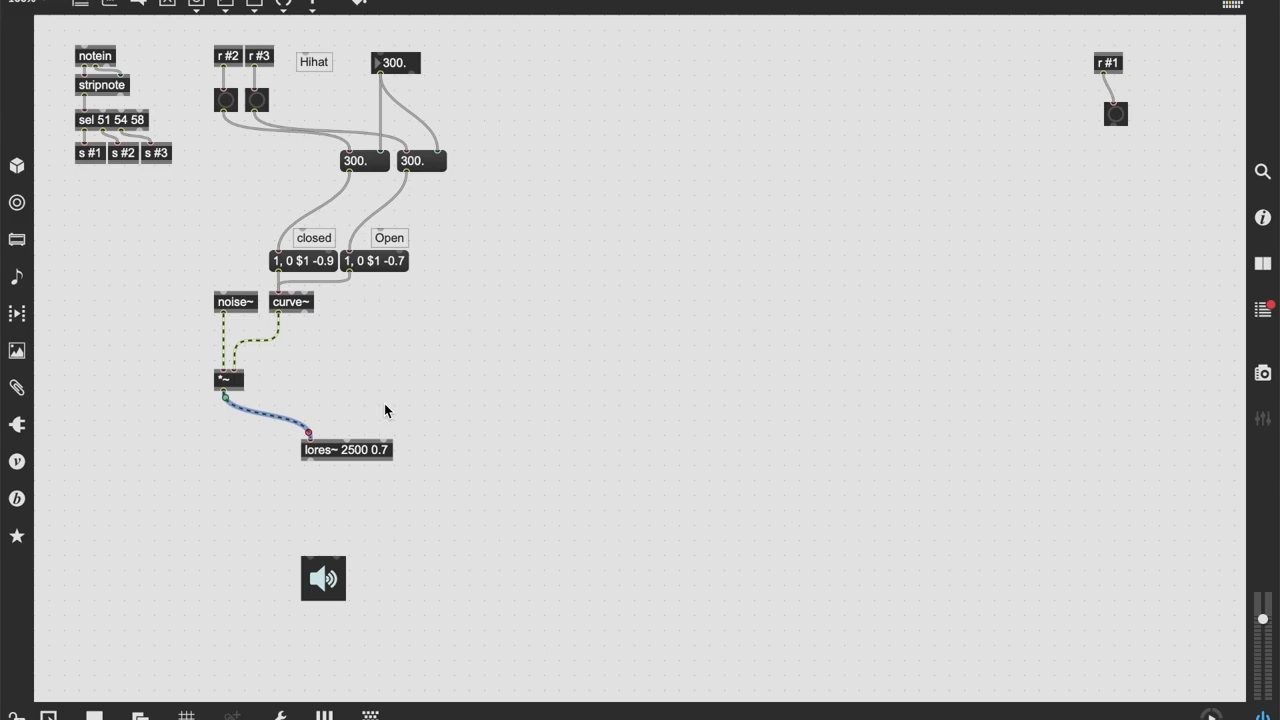 notein
r #2
r #3
Hihat
300.
r #1
stripnote
sel 51 54 58
s #1
s #2
s #3
300.
300.
closed
Open
1, 0 $1 -0.9
1, 0 $1 -0.7
noise~
curve~
*~
lores~ 2500 0.7